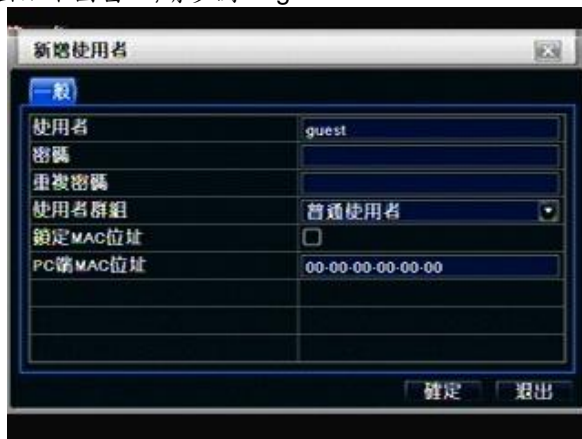 新增使用者
一般
使用者 guest
密碼
重複密碼
使用者群組 普通使用者
鎖定MAC位址
PC端MAC位址 00-00-00-00-00-00
確定 退出